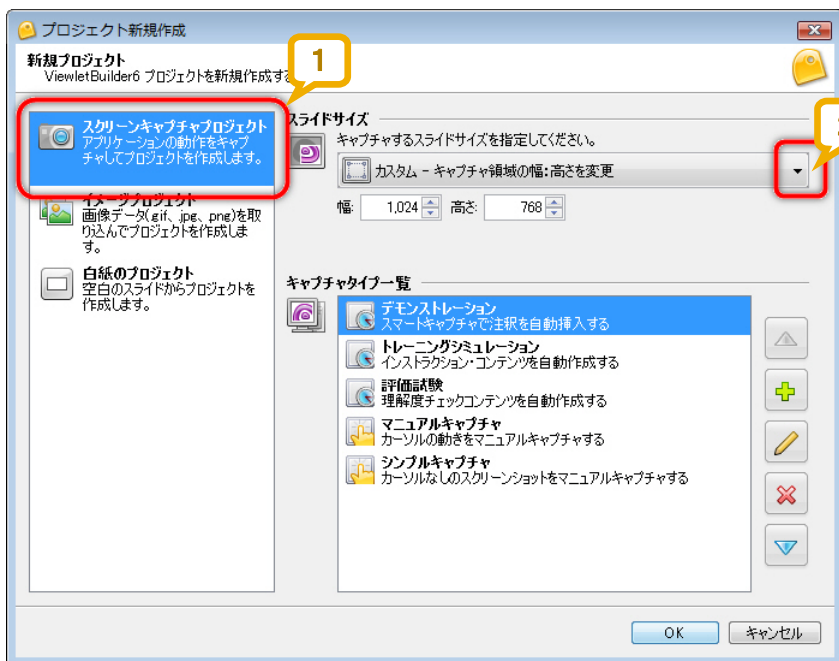 プロジェクト新規作成
新規プロジェクト
ViewletBuilder6 プロジェクトを新規作成す
1
スクリーンキャプチャプロジェクト
アプリケーションの動作をキャプ
チャしてプロジェクトを作成します。
イメージプロジェクト
画像データ(gif、jpe、png)を取
り込んでプロジェクトを作成しま
す。
白紙のプロジェクト
空白のスライドからプロジェクトを
作成します。
スライドサイズ
キャプチャするスライドサイズを指定してください。
カスタム - キャプチャ領域の幅:高さを変更
幅: 1,024 高さ: 768
キャプチャタイプ一覧
デモンストレーション
スマートキャプチャで注釈を自動挿入する
トレーニングシミュレーション
インストラクション・コンテンツを自動作成する
評価試験
理解度チェックコンテンツを自動作成する
マニュアルキャプチャ
カーソルの動きをマニュアルキャプチャする
シンプルキャプチャ
カーソルなしのスクリーンショットをマニュアルキャプチャする
OK キャンセル